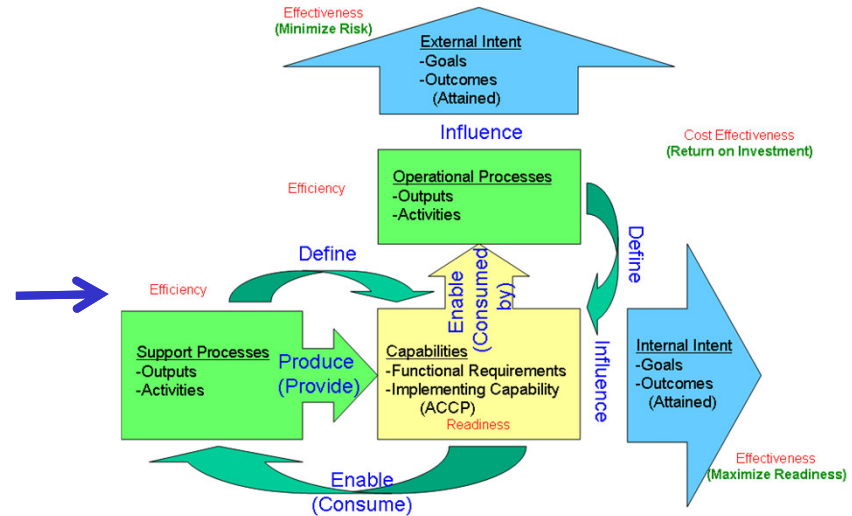 Effectiveness
(Minimize Risk)
External Intent
-Goals
-Outcomes
(Attained)
Influence
Cost Effectiveness
(Return on Investment)
Operational Processes
-Outputs
-Activities
Efficiency
Define
Define
Efficiency
Enable
(Consumed
by)
Support Processes
-Outputs
-Activities
Produce
(Provide)
Capabilities
-Functional Requirements
-Implementing Capability
(ACCP)
Readiness
Influence
Internal Intent
-Goals
-Outcomes
(Attained)
Effectiveness
(Maximize Readiness)
Enable
(Consume)